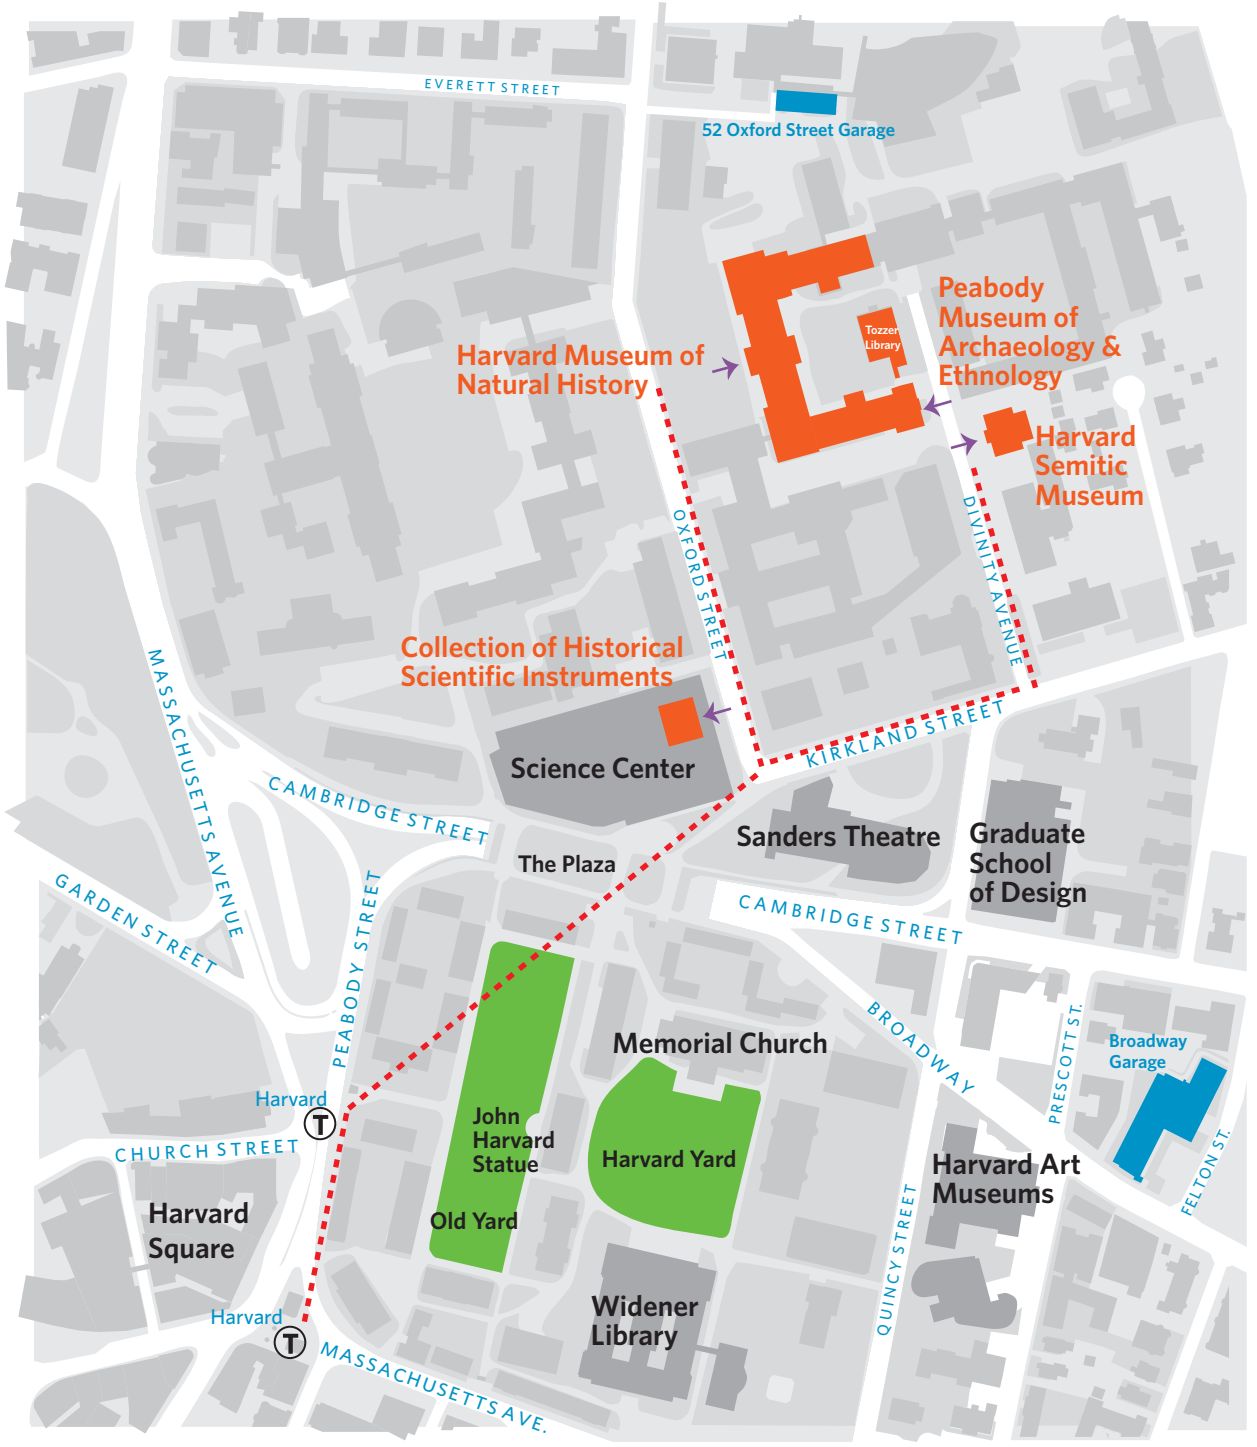 EVERETT STREET
52 Oxford Street Garage
Peabody
Museum of
Archaeology &
Ethnology
Tozzer
Library
Harvard Museum of
Natural History
Harvard
Semitic
Museum
OXFORD STREET
DIVINITY AVENUE
Collection of Historical
Scientific Instruments
MASSACHUSETTS AVENUE
KIRKLAND STREET
Science Center
CAMBRIDGE STREET
Sanders Theatre
Graduate
School
of Design
The Plaza
GARDEN STREET
PEABODY STREET
CAMBRIDGE STREET
BROADWAY
PRESCOTT ST.
Memorial Church
Broadway
Garage
Harvard
T
John
Harvard
Statue
CHURCH STREET
Harvard Yard
Harvard Art
Museums
FELTON ST.
Harvard
Square
Old Yard
QUINCY STREET
Widener
Library
Harvard
T
MASSACHUSETTS AVE.